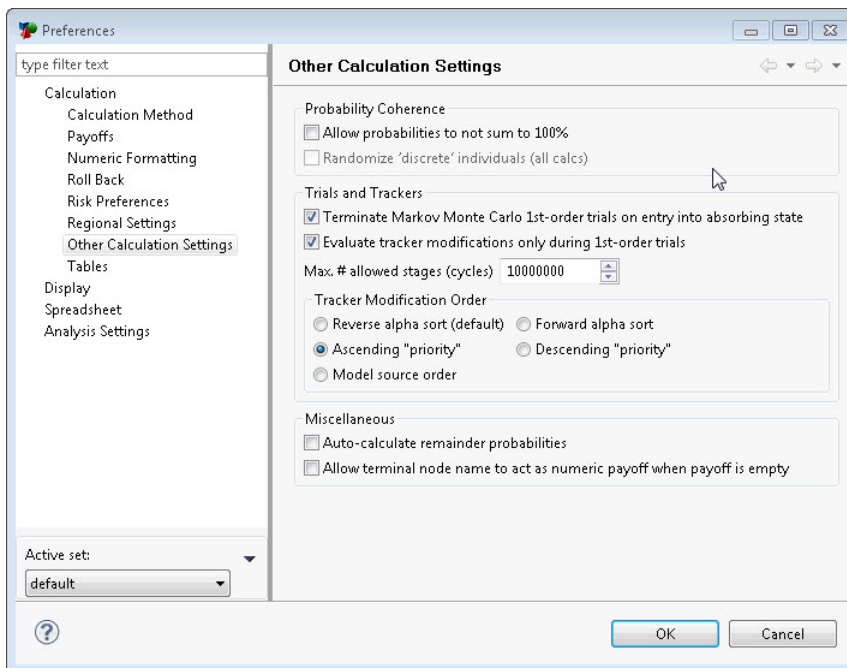 Preferences
type filter text
Calculation
Calculation Method
Payoffs
Numeric Formatting
Roll Back
Risk Preferences
Regional Settings
Other Calculation Settings
Tables
Display
Spreadsheet
Analysis Settings
Active set:
default
Other Calculation Settings
Probability Coherence
Allow probabilities to not sum to 100%
Randomize 'discrete' individuals (all calcs)
Trials and Trackers
Terminate Markov Monte Carlo 1st-order trials on entry into absorbing state
Evaluate tracker modifications only during 1st-order trials
Max. # allowed stages (cycles) 10000000
Tracker Modification Order
Reverse alpha sort (default) Forward alpha sort
Ascending "priority" Descending "priority"
Model source order
Miscellaneous
Auto-calculate remainder probabilities
Allow terminal node name to act as numeric payoff when payoff is empty
? OK Cancel